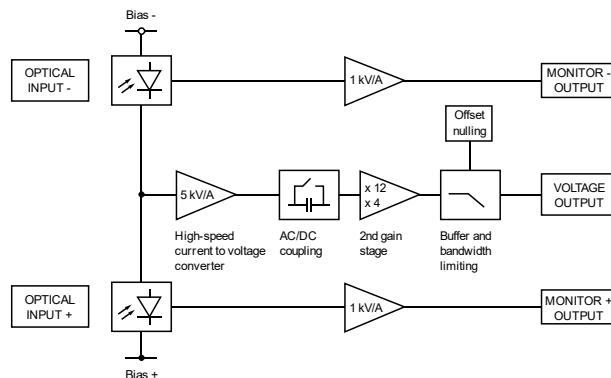 Bias -
OPTICAL
INPUT -
1 kV/A
MONITOR -
OUTPUT
Offset
nulling
5 kV/A
x 12
x 4
VOLTAGE
OUTPUT
High-speed
current to voltage
converter
AC/DC
coupling
2nd gain
stage
Buffer and
bandwidth
limiting
OPTICAL
INPUT +
1 kV/A
MONITOR +
OUTPUT
Bias +